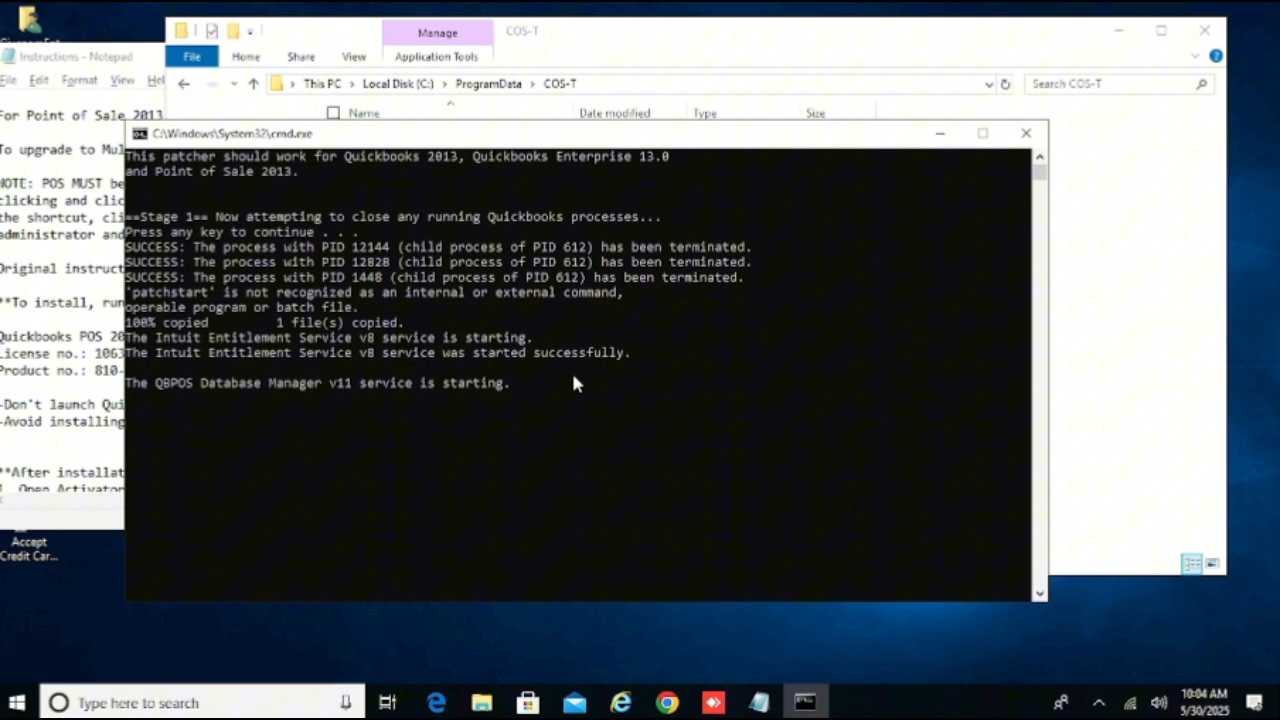 Manage
COS-T
Instructions - Notepad
File
Home
Share
View
Application Tools
File Edit Format View Hel
This PC > Local Disk (C:) > ProgramData > COS-T
Search COS-T
Name
Date modified
Type
Size
For Point of Sale 2013
To upgrade to Mul
NOTE: POS MUST be
clicking and clic
the shortcut, cli
administrator and
Original instruct
**To install, run
Quickbooks POS 20
License no.: 1063
Product no.: 810-
-Don't launch Qui
-Avoid installing
**After installat
1. Open Activator
C:\Windows\System32\cmd.exe
This patcher should work for Quickbooks 2013, Quickbooks Enterprise 13.0
and Point of Sale 2013.
==Stage 1== Now attempting to close any running Quickbooks processes...
Press any key to continue . . .
SUCCESS: The process with PID 12144 (child process of PID 612) has been terminated.
SUCCESS: The process with PID 12828 (child process of PID 612) has been terminated.
SUCCESS: The process with PID 1448 (child process of PID 612) has been terminated.
'patchstart' is not recognized as an internal or external command,
operable program or batch file.
100% copied         1 file(s) copied.
The Intuit Entitlement Service v8 service is starting.
The Intuit Entitlement Service v8 service was started successfully.
The QBPOS Database Manager v11 service is starting.
Accept
Credit Car...
Type here to search
10:04 AM
5/30/2025